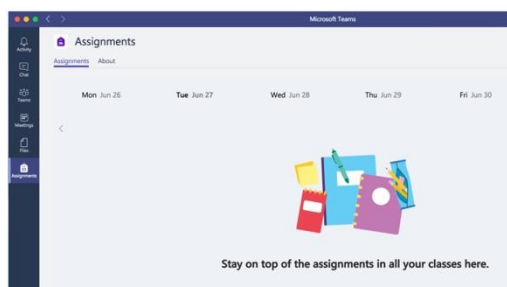 Microsoft Teams
Assignments
Assignments About
Mon Jun 26 Tue Jun 27 Wed Jun 28 Thu Jun 29 Fri Jun 30
Activity
Chat
Teams
Meetings
Files
Assignments
Stay on top of the assignments in all your classes here.